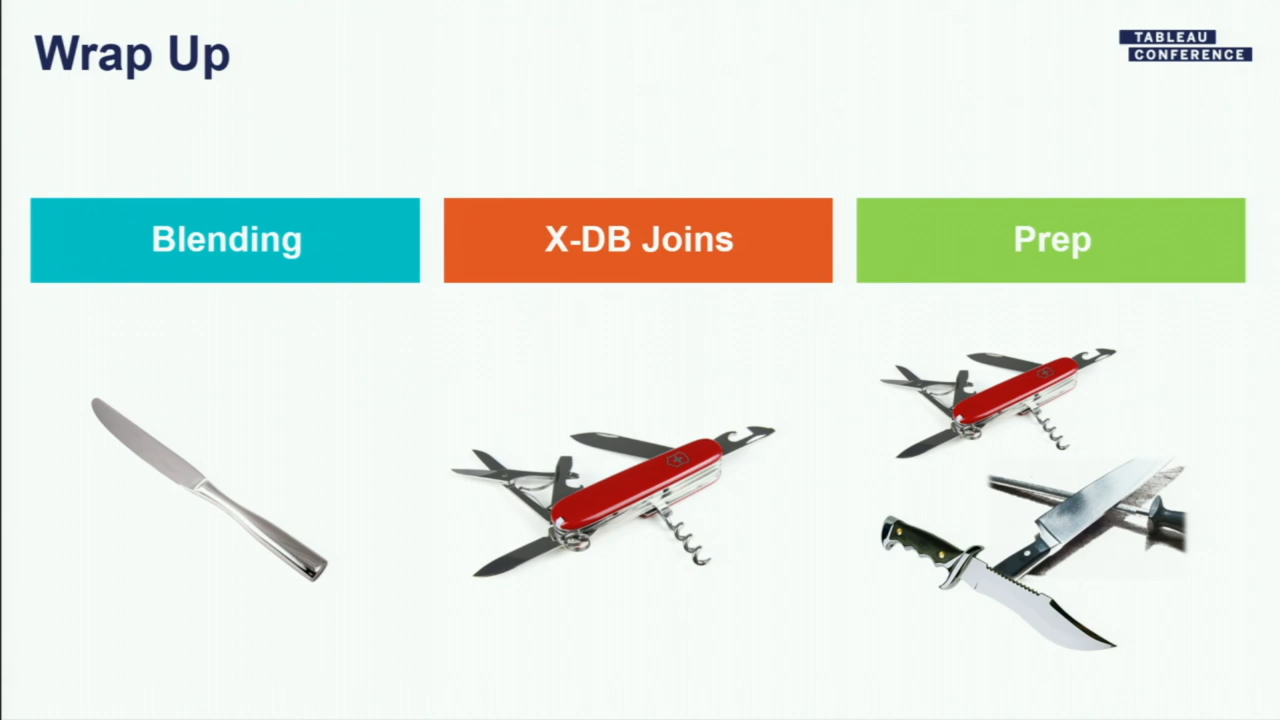 Wrap Up
TABLEAU
CONFERENCE
Blending
X-DB Joins
Prep